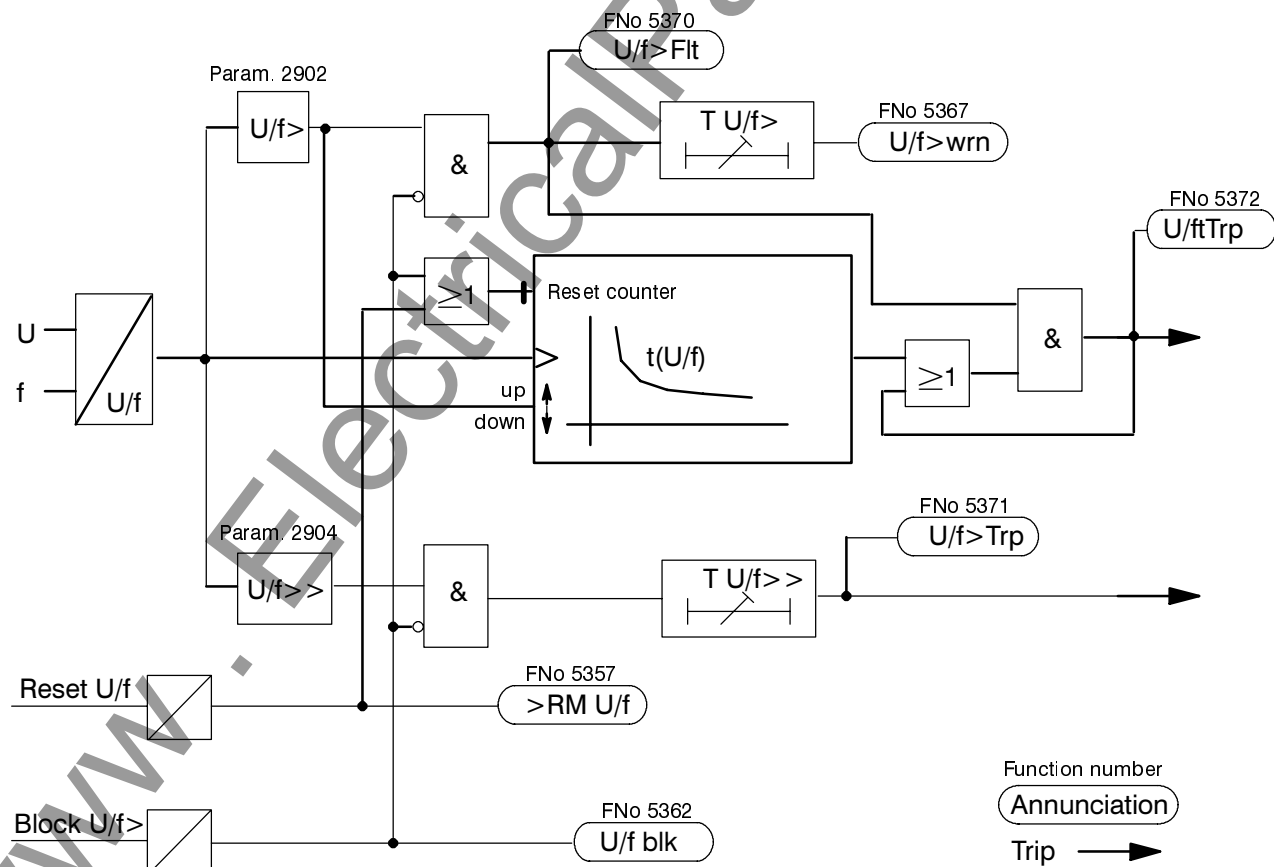 FNo 5370
U/f>Flt
Param. 2902
U/f>
&
T U/f>
FNo 5367
U/f>wrn
FNo 5372
U/ftTrp
≥1
Reset counter
U
f
U/f
t(U/f)
up
down
≥1
&
Param. 2904
U/f>>
&
T U/f>>
FNo 5371
U/f>Trp
Reset U/f
FNo 5357
>RM U/f
Block U/f>
FNo 5362
U/f blk
Function number
Annunciation
Trip
www . ElectricalPa